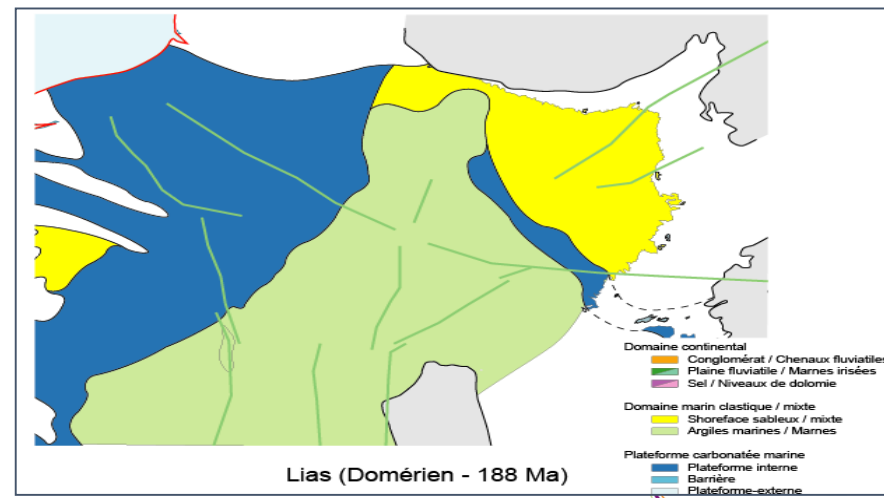 Domaine continental
Conglomérat / Chenaux fluviatiles
Plaine fluviatile / Marnes irisées
Sel / Niveaux de dolomie
Domaine marin clastique / mixte
Shoreface sableux / mixte
Argiles marines / Marnes
Plateforme carbonatée marine
Plateforme interne
Barrière
Plateforme-externe
Lias (Domérien - 188 Ma)